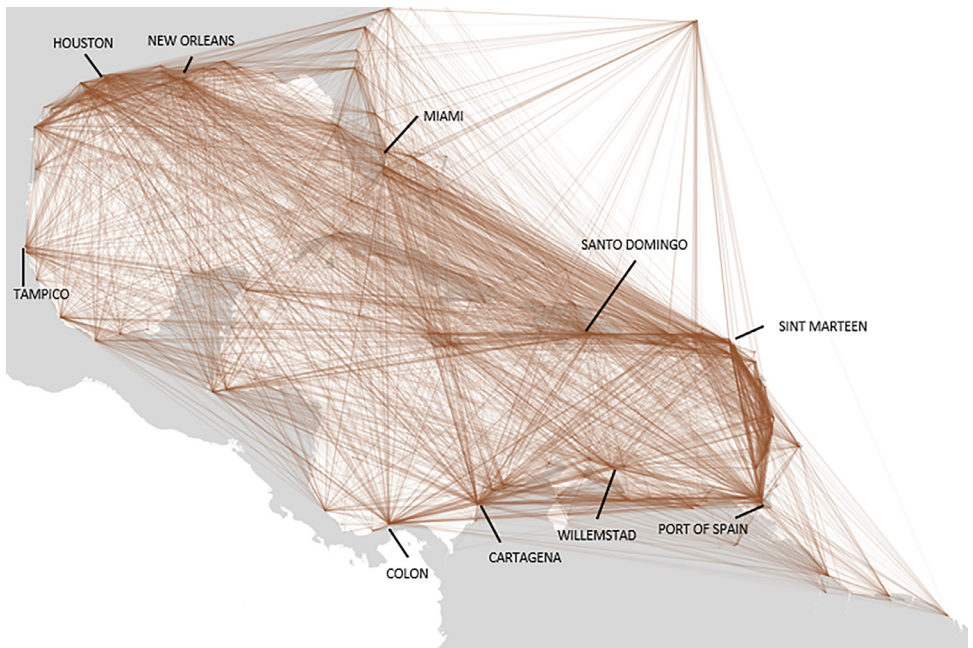 HOUSTON
NEW ORLEANS
MIAMI
SANTO DOMINGO
TAMPICO
SINT MARTEEN
WILLEMSTAD
PORT OF SPAIN
CARTAGENA
COLON